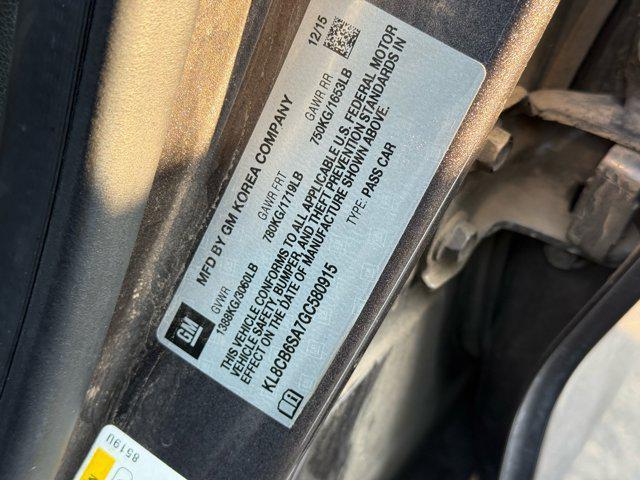 MFD BY GM KOREA COMPANY
12/15
GVWR
GAWR FRT
GAWR RR
1388KG/3060LB
780KG/1719LB
750KG/1653LB
THIS VEHICLE CONFORMS TO ALL APPLICABLE U.S. FEDERAL MOTOR
VEHICLE SAFETY, BUMPER, AND THEFT PREVENTION STANDARDS IN
EFFECT ON THE DATE OF MANUFACTURE SHOWN ABOVE.
KL8CB6SA7GC580915
TYPE: PASS CAR
GM
85190